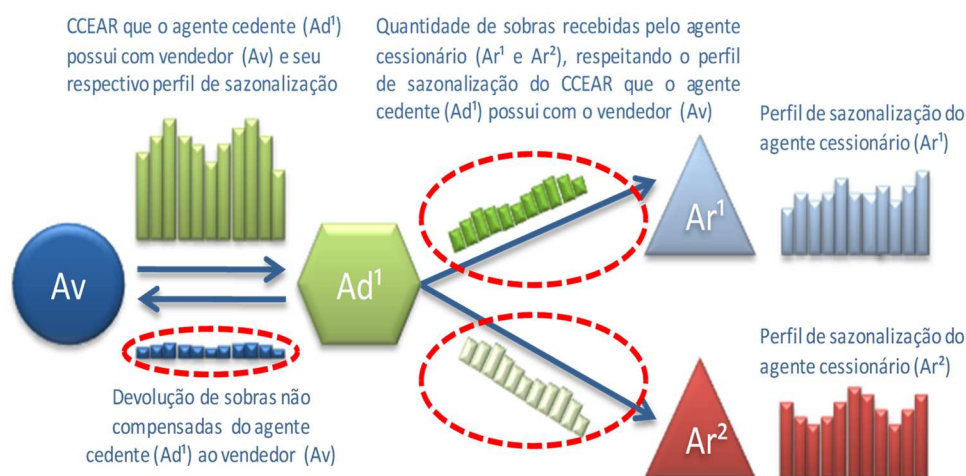 CCEAR que o agente cedente (Ad¹)
possui com vendedor (Av) e seu
respectivo perfil de sazonalização
Quantidade de sobras recebidas pelo agente
cessionário (Ar¹ e Ar²), respeitando o perfil
de sazonalização do CCEAR que o agente
cedente (Ad¹) possui com o vendedor (Av)
Perfil de sazonalização do
agente cessionário (Ar¹)
Av
Ad¹
Ar¹
Devolução de sobras não
compensadas do agente
cedente (Ad¹) ao vendedor (Av)
Perfil de sazonalização do
agente cessionário (Ar²)
Ar²